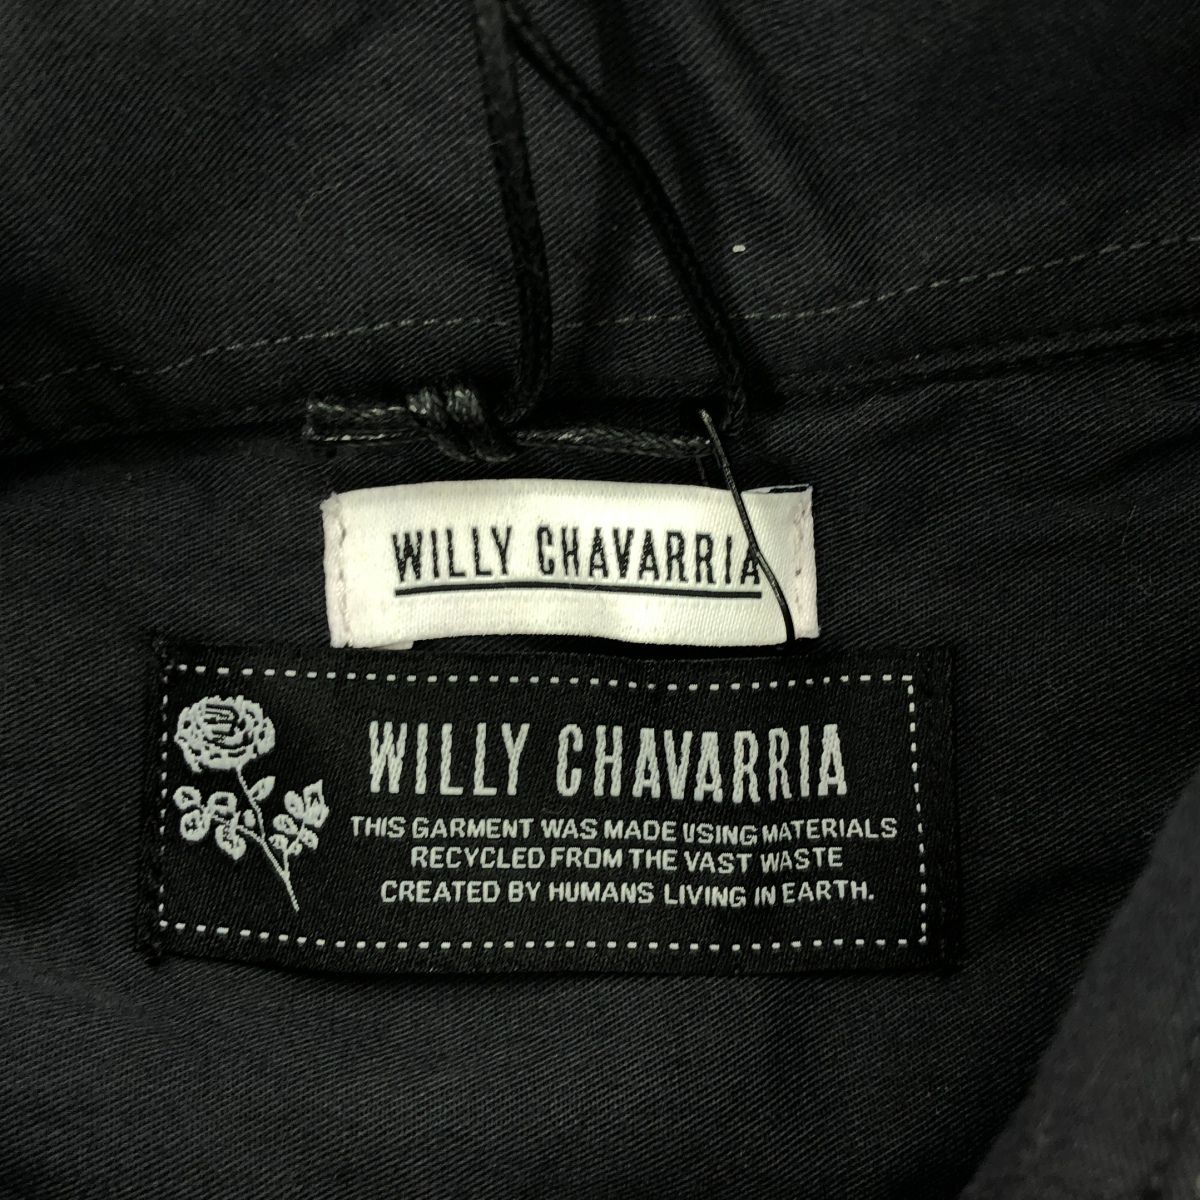 WILLY CHAVARRIA
WILLY CHAVARRIA
THIS GARMENT WAS MADE USING MATERIALS
RECYCLED FROM THE VAST WASTE
CREATED BY HUMANS LIVING IN EARTH.